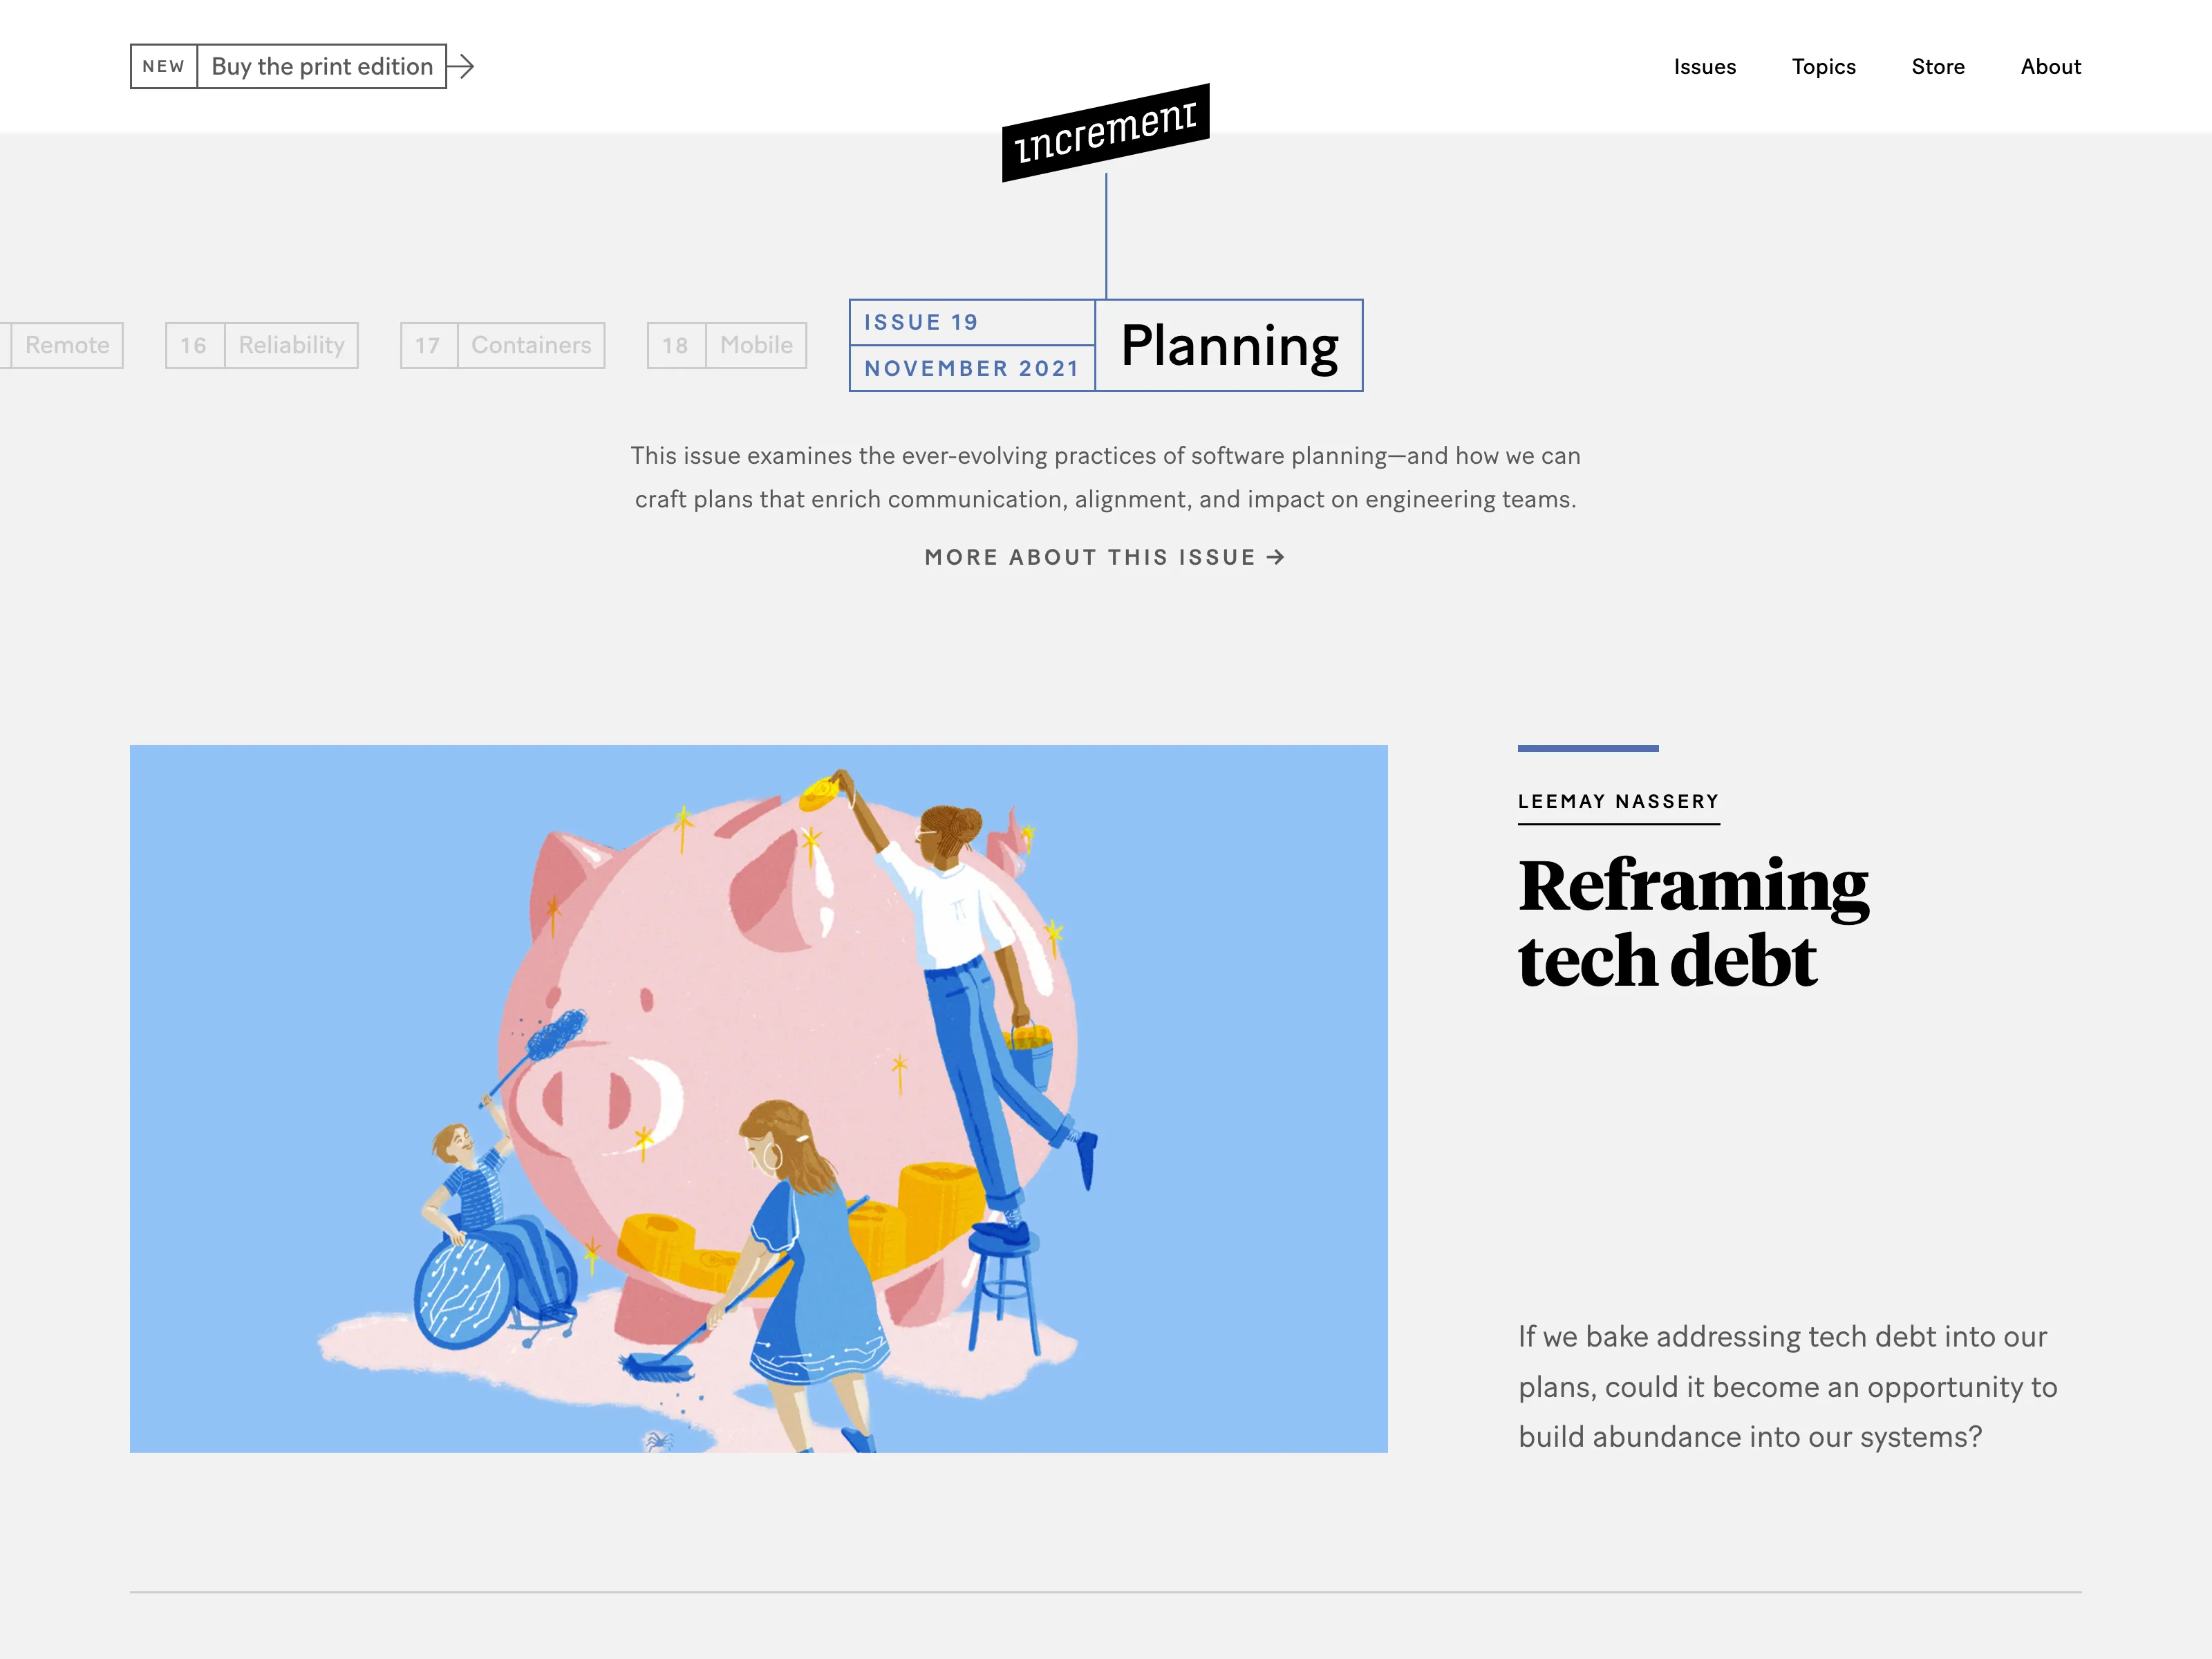 NEW Buy the print edition
Issues Topics Store About
increment
Remote
16 Reliability
17 Containers
18 Mobile
ISSUE 19
NOVEMBER 2021
Planning
This issue examines the ever-evolving practices of software planning—and how we can
craft plans that enrich communication, alignment, and impact on engineering teams.
MORE ABOUT THIS ISSUE →
LEEMAY NASSERY
Reframing
tech debt
If we bake addressing tech debt into our
plans, could it become an opportunity to
build abundance into our systems?